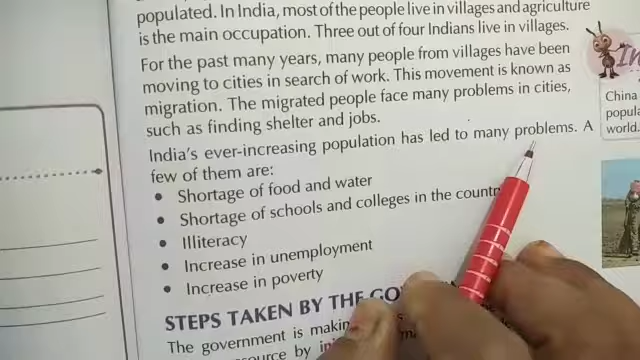 populated. In India, most of the people live in villages and agriculture
is the main occupation. Three out of four Indians live in villages.
For the past many years, many people from villages have been
moving to cities in search of work. This movement is known as
migration. The migrated people face many problems in cities,
such as finding shelter and jobs.
India's ever-increasing population has led to many problems. A
few of them are:
• Shortage of food and water
• Shortage of schools and colleges in the countr
• Illiteracy
• Increase in unemployment
• Increase in poverty
STEPS TAKEN BY THE GO
The government is makin
by
In
China
popula
world.